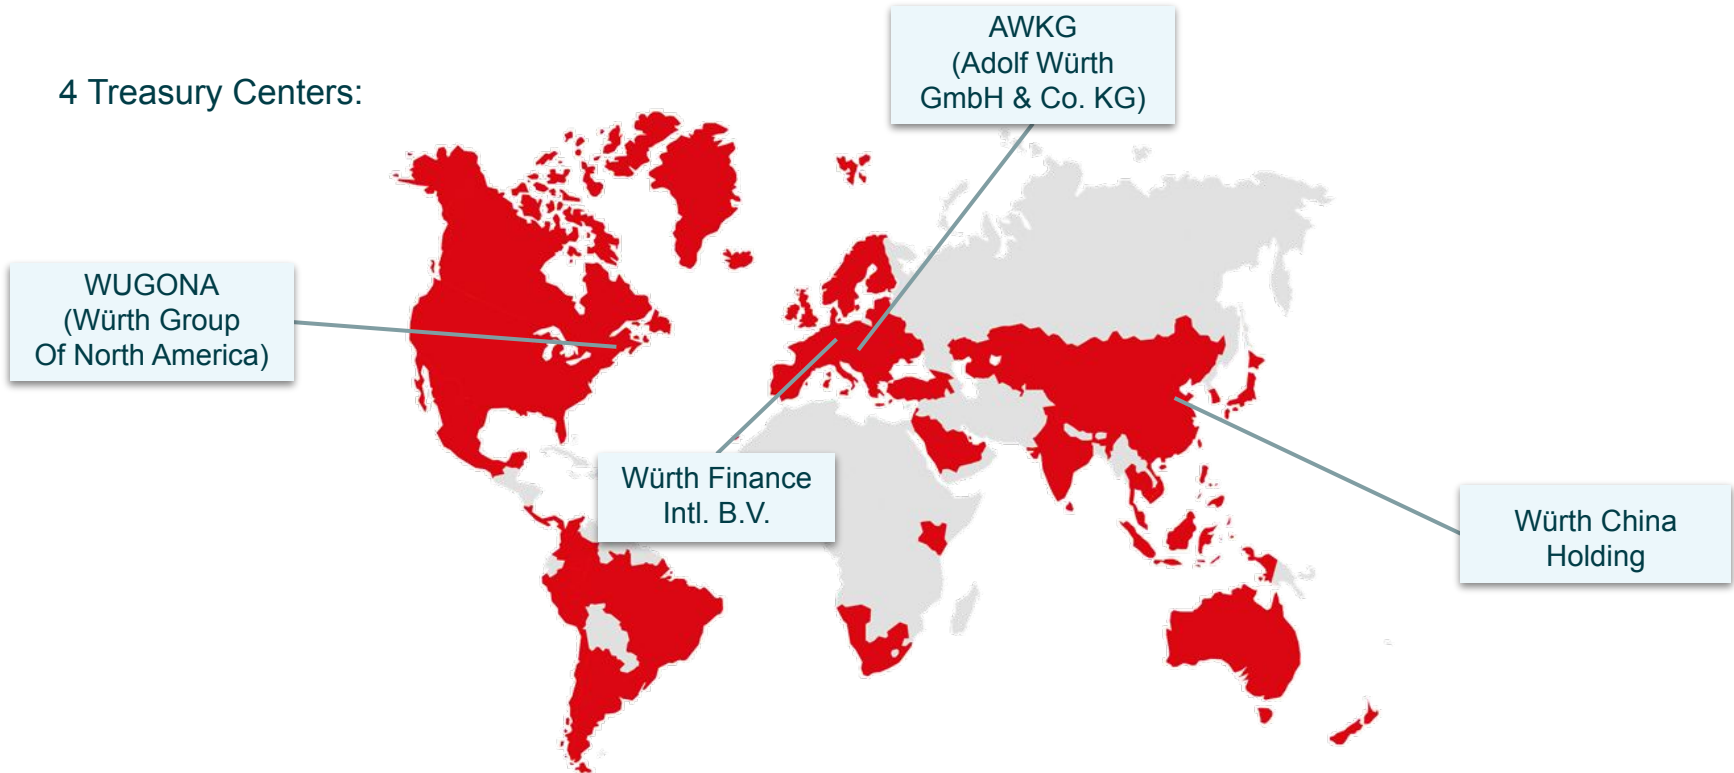 4 Treasury Centers:
AWKG
(Adolf Würth
GmbH & Co. KG)
WUGONA
(Würth Group
Of North America)
Würth Finance
Intl. B.V.
Würth China
Holding